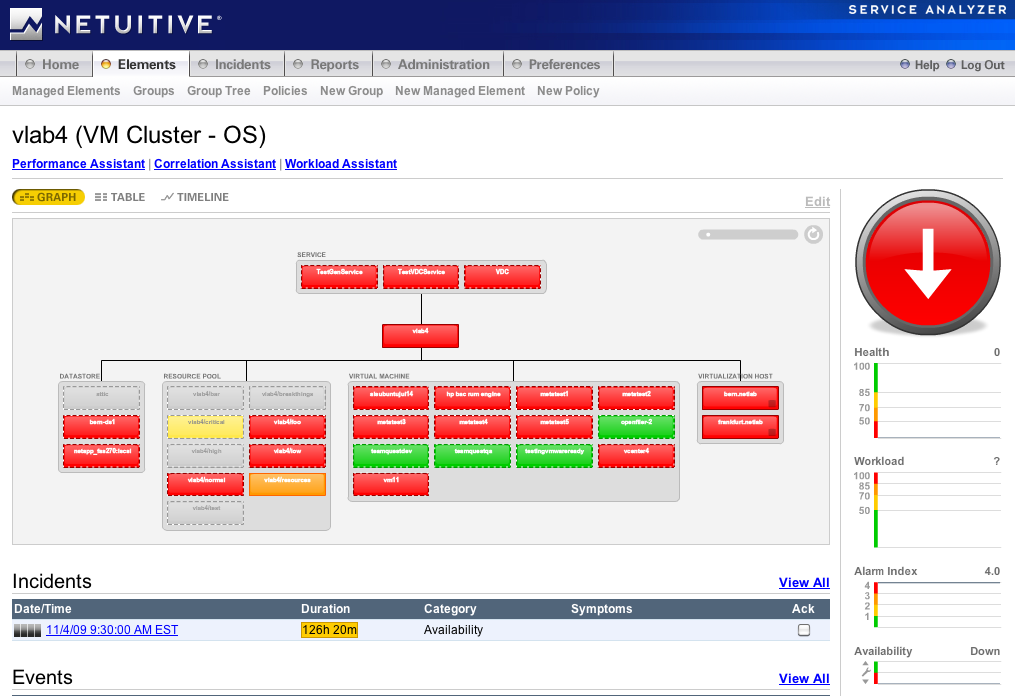 NETUITIVE®
SERVICE ANALYZER
Home Elements Incidents Reports Administration Preferences Help Log Out
Managed Elements Groups Group Tree Policies New Group New Managed Element New Policy
vlab4 (VM Cluster - OS)
Performance Assistant | Correlation Assistant | Workload Assistant
GRAPH TABLE TIMELINE
Edit
SERVICE
TestGenService TestVDCService VDC
vlab4
DATASTORE
attic
bem-ds1
netapp_fas270:local
RESOURCE POOL
vlab4/bar vlab4/breakthings
vlab4/critical vlab4/foo
vlab4/high vlab4/low
vlab4/normal vlab4/resources
vlab4/test
VIRTUAL MACHINE
aleubuntujul14 hp bac rum engine metatest1 metatest2
metatest3 metatest4 metatest5 openfiler-2
teamquestdev teamquestqa testingvmwareready vcenter4
vm11
VIRTUALIZATION HOST
bern.netlab
frankfurt.netlab
Health 0
100
85
70
50
Workload ?
100
85
70
50
Alarm Index 4.0
4
3
2
1
Availability Down
Incidents View All
Date/Time Duration Category Symptoms Ack
11/4/09 9:30:00 AM EST 126h 20m Availability
Events View All